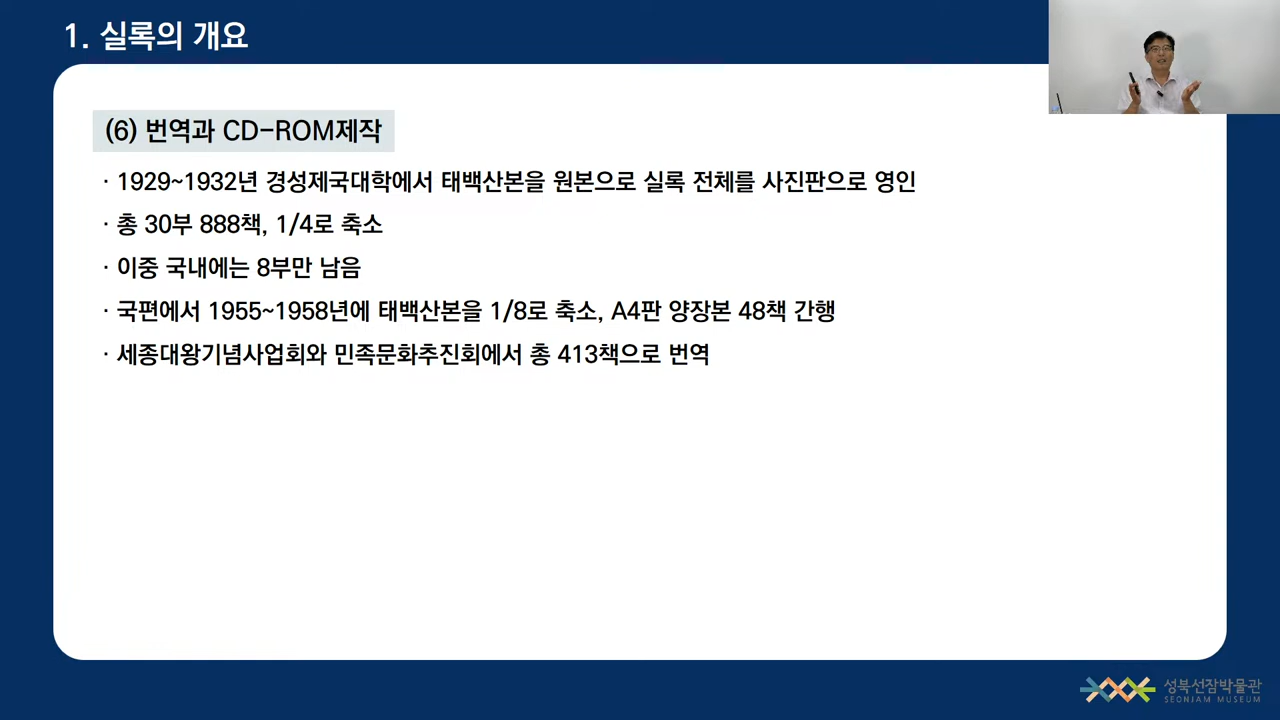 1. 실록의 개요
(6) 번역과 CD-ROM제작
· 1929~1932년 경성제국대학에서 태백산본을 원본으로 실록 전체를 사진판으로 영인
· 총 30부 888책, 1/4로 축소
· 이중 국내에는 8부만 남음
· 국편에서 1955~1958년에 태백산본을 1/8로 축소, A4판 양장본 48책 간행
· 세종대왕기념사업회와 민족문화추진회에서 총 413책으로 번역
성북선잠박물관
SEONJAM MUSEUM